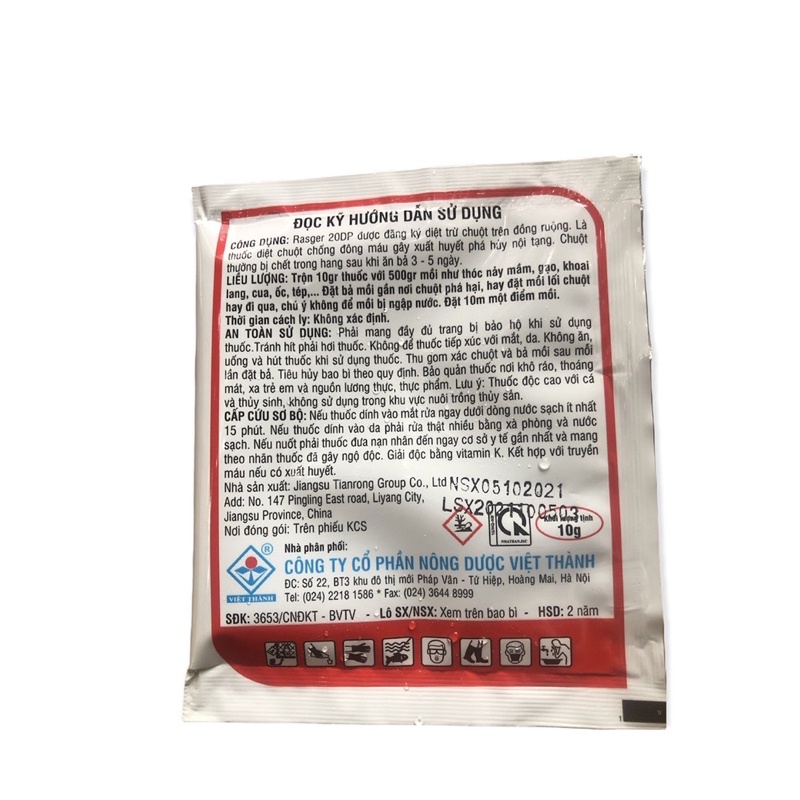 ĐỌC KỸ HƯỚNG DẪN SỬ DỤNG
CÔNG DỤNG: Rasger 20DP được đăng ký diệt trừ chuột trên đồng ruộng. Là
thuốc diệt chuột chống đông máu gây xuất huyết phá hủy nội tạng. Chuột
thường bị chết trong hang sau khi ăn bả 3 - 5 ngày.
LIỀU LƯỢNG: Trộn 10gr thuốc với 500gr mồi như thóc nảy mầm, gạo, khoai
lang, cua, ốc, tép,... Đặt bả mồi gần nơi chuột phá hại, hay đặt mồi lối chuột
hay đi qua, chú ý không để mồi bị ngập nước. Đặt 10m một điểm mồi.
Thời gian cách ly: Không xác định.
AN TOÀN SỬ DỤNG: Phải mang đầy đủ trang bị bảo hộ khi sử dụng
thuốc.Tránh hít phải hơi thuốc. Không để thuốc tiếp xúc với mắt, da. Không ăn,
uống và hút thuốc khi sử dụng thuốc. Thu gom xác chuột và bả mồi sau mỗi
lần đặt bả. Tiêu hủy bao bì theo quy định. Bảo quản thuốc nơi khô ráo, thoáng
mát, xa trẻ em và nguồn lương thực, thực phẩm. Lưu ý: Thuốc độc cao với cá
và thủy sinh, không sử dụng trong khu vực nuôi trồng thủy sản.
CẤP CỨU SƠ BỘ: Nếu thuốc dính vào mắt rửa ngay dưới dòng nước sạch ít nhất
15 phút. Nếu thuốc dính vào da phải rửa thật nhiều bằng xà phòng và nước
sạch. Nếu nuốt phải thuốc đưa nạn nhân đến ngay cơ sở y tế gần nhất và mang
theo nhãn thuốc đã gây ngộ độc. Giải độc bằng vitamin K. Kết hợp với truyền
máu nếu có xuất huyết.
Nhà sản xuất: Jiangsu Tianrong Group Co., Ltd NSX05102021
Add: No. 147 Pingling East road, Liyang City,
LSX2021100503
Jiangsu Province, China
Nơi đóng gói: Trên phiếu KCS
Khối lượng tịnh
10g
Nhà phân phối:
CÔNG TY CỔ PHẦN NÔNG DƯỢC VIỆT THÀNH
VIỆT THÀNH ®
ĐC: Số 22, BT3 khu đô thị mới Pháp Vân - Tứ Hiệp, Hoàng Mai, Hà Nội
Tel: (024) 2218 1586 * Fax: (024) 3644 8999
SĐK: 3653/CNĐKT - BVTV - Lô SX/NSX: Xem trên bao bì - HSD: 2 năm